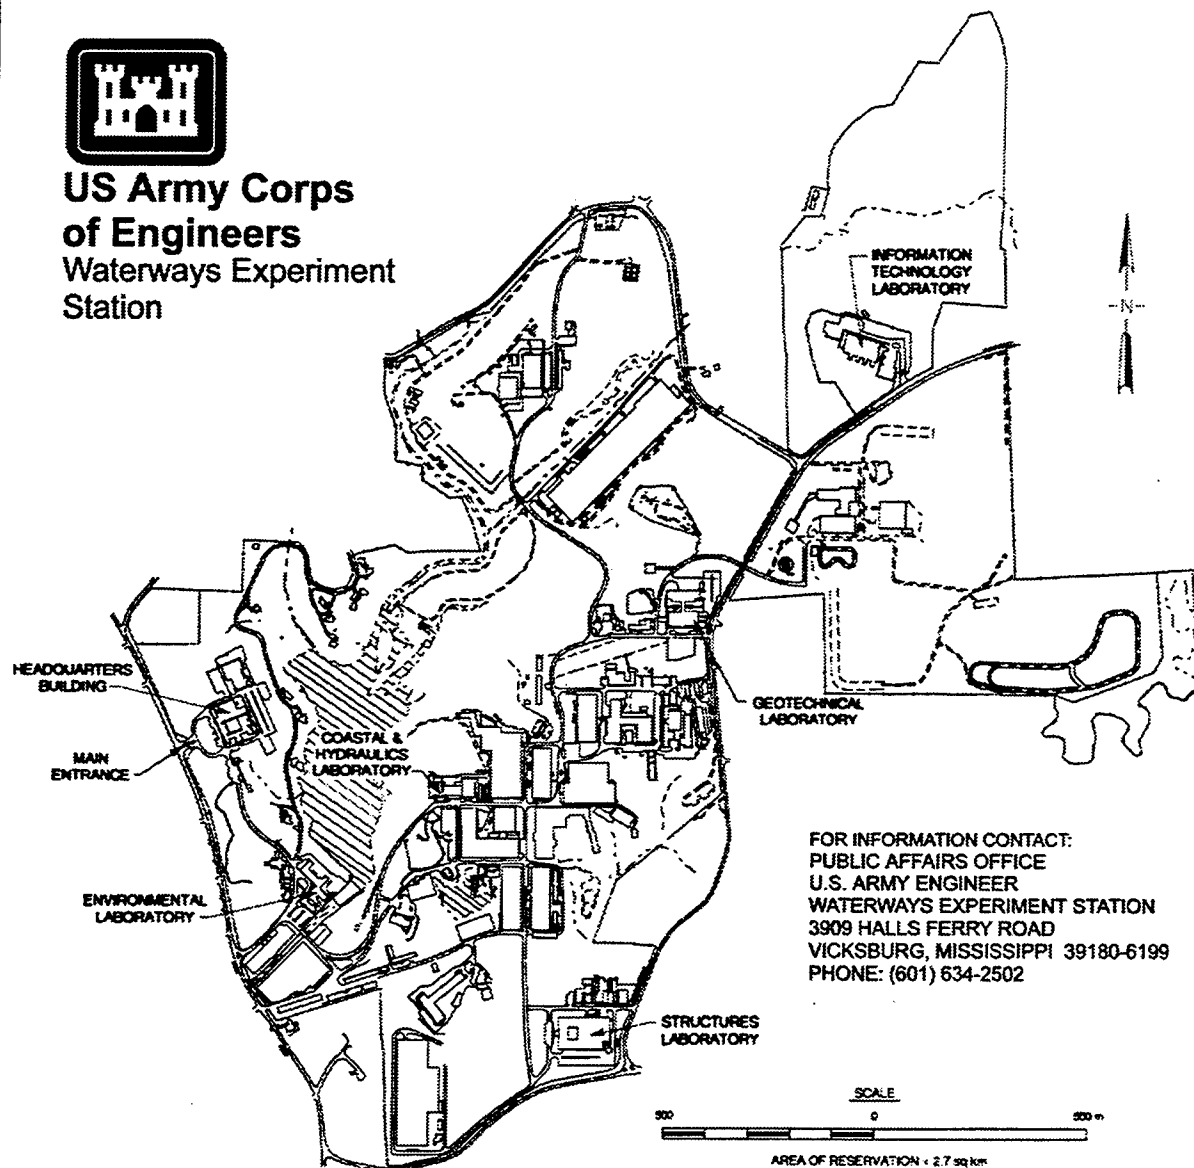 US Army Corps
of Engineers
Waterways Experiment
Station
INFORMATION
TECHNOLOGY
LABORATORY
N
HEADQUARTERS
BUILDING
MAIN
ENTRANCE
COASTAL &
HYDRAULICS
LABORATORY
GEOTECHNICAL
LABORATORY
ENVIRONMENTAL
LABORATORY
STRUCTURES
LABORATORY
FOR INFORMATION CONTACT:
PUBLIC AFFAIRS OFFICE
U.S. ARMY ENGINEER
WATERWAYS EXPERIMENT STATION
3909 HALLS FERRY ROAD
VICKSBURG, MISSISSIPPI 39180-6199
PHONE: (601) 634-2502
SCALE
500 0 500 m
AREA OF RESERVATION = 2.7 sq km